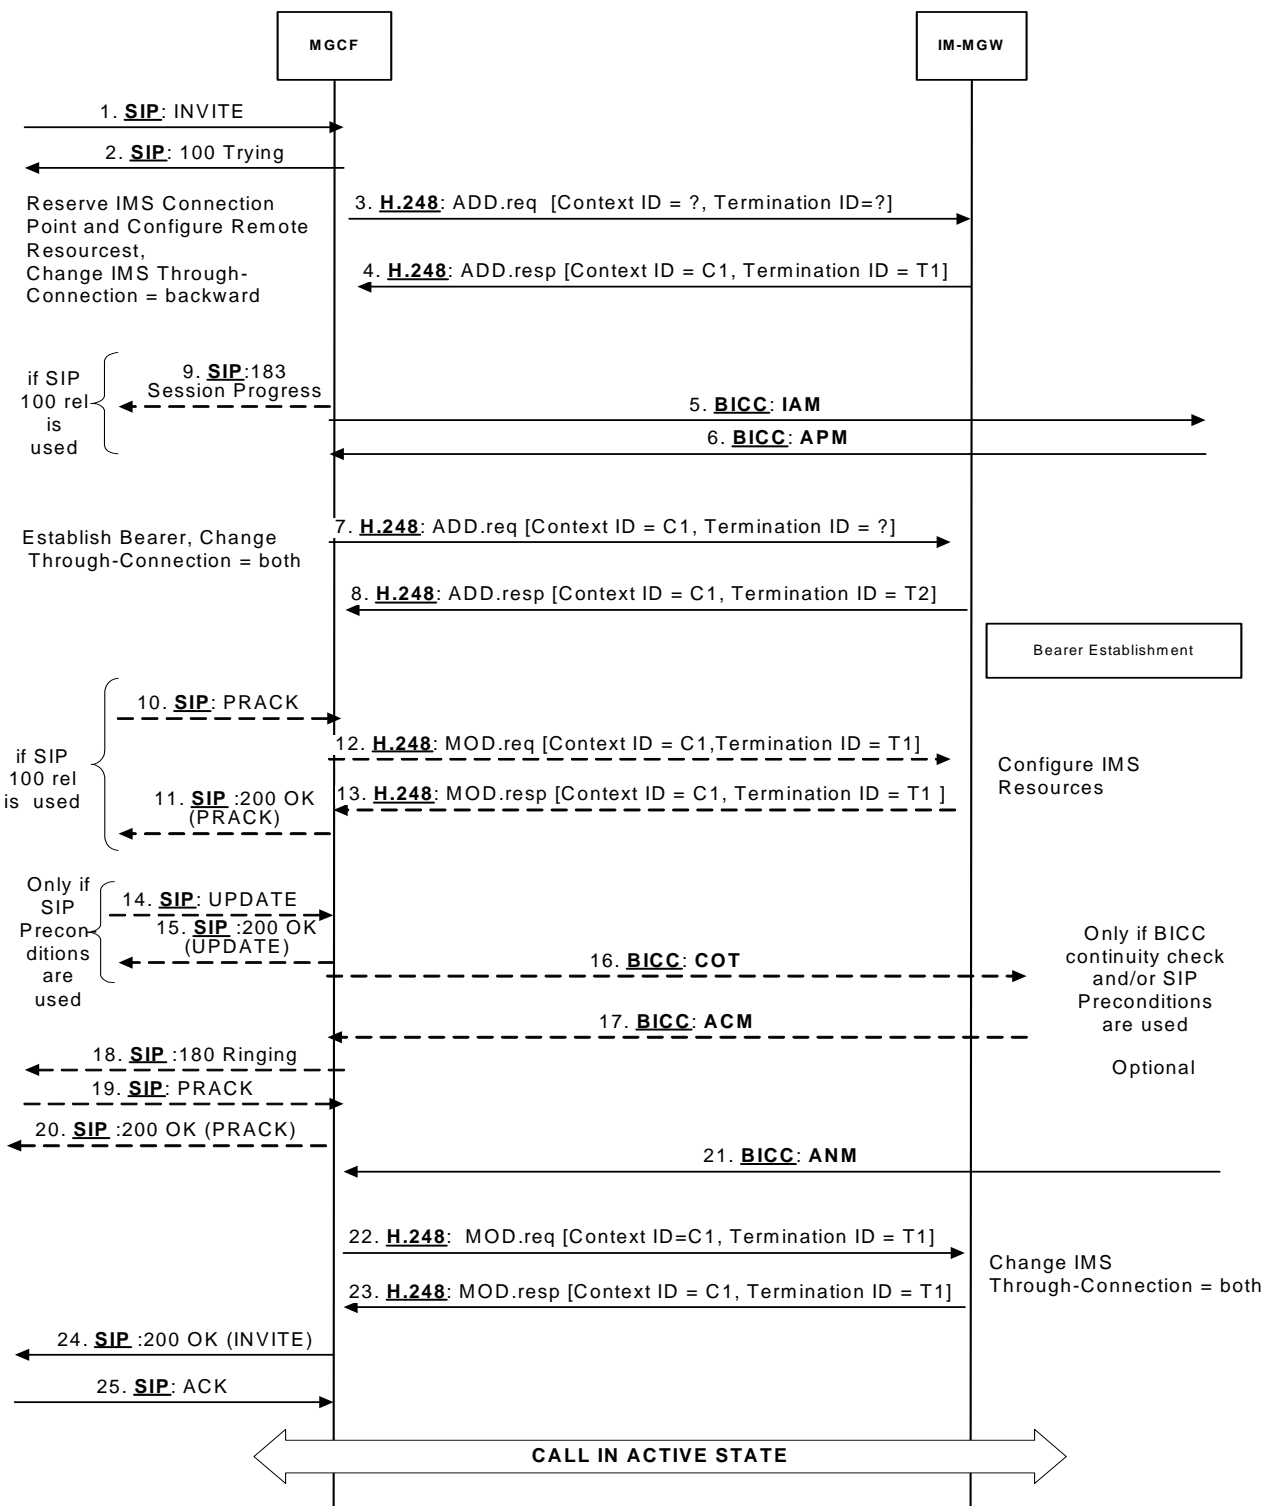 MGCF
IM-MGW
1. SIP: INVITE
2. SIP: 100 Trying
Reserve IMS Connection
Point and Configure Remote
Resourcest,
Change IMS Through-
Connection = backward
3. H.248: ADD.req [Context ID = ?, Termination ID=?]
4. H.248: ADD.resp [Context ID = C1, Termination ID = T1]
if SIP
100 rel
is
used
9. SIP:183
Session Progress
5. BICC: IAM
6. BICC: APM
Establish Bearer, Change
Through-Connection = both
7. H.248: ADD.req [Context ID = C1, Termination ID = ?]
8. H.248: ADD.resp [Context ID = C1, Termination ID = T2]
Bearer Establishment
if SIP
100 rel
is used
10. SIP: PRACK
12. H.248: MOD.req [Context ID = C1,Termination ID = T1]
11. SIP :200 OK
(PRACK)
13. H.248: MOD.resp [Context ID = C1, Termination ID = T1 ]
Configure IMS
Resources
Only if
SIP
Precon
ditions
are
used
14. SIP: UPDATE
15. SIP :200 OK
(UPDATE)
16. BICC: COT
Only if BICC
continuity check
and/or SIP
Preconditions
are used
17. BICC: ACM
Optional
18. SIP :180 Ringing
19. SIP: PRACK
20. SIP :200 OK (PRACK)
21. BICC: ANM
22. H.248: MOD.req [Context ID=C1, Termination ID = T1]
23. H.248: MOD.resp [Context ID = C1, Termination ID = T1]
Change IMS
Through-Connection = both
24. SIP :200 OK (INVITE)
25. SIP: ACK
CALL IN ACTIVE STATE